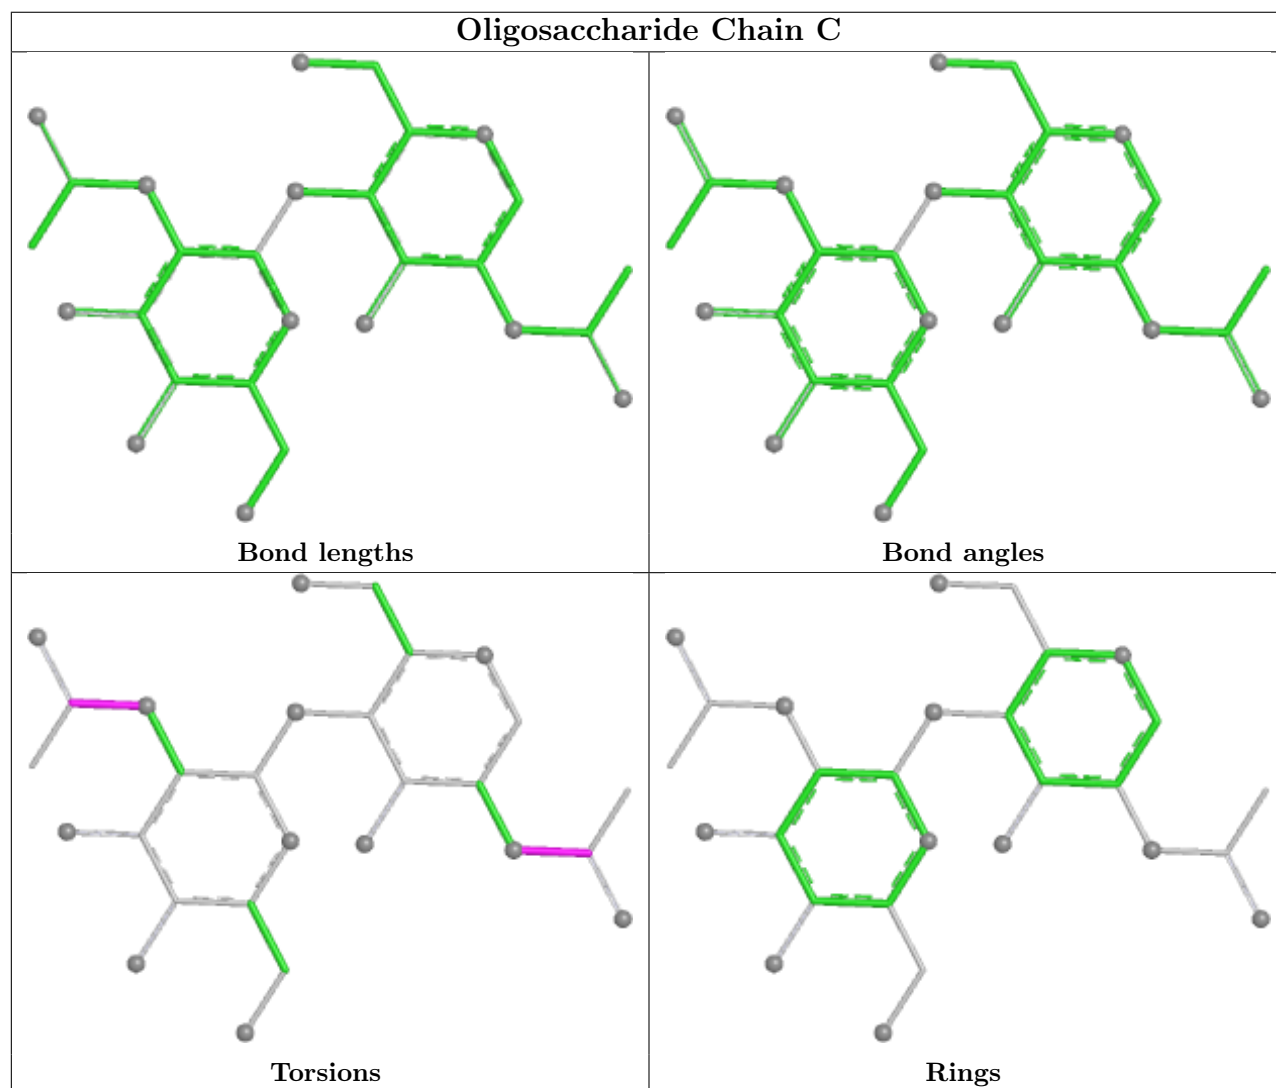 Oligosaccharide Chain C
Bond lengths
Bond angles
Torsions
Rings